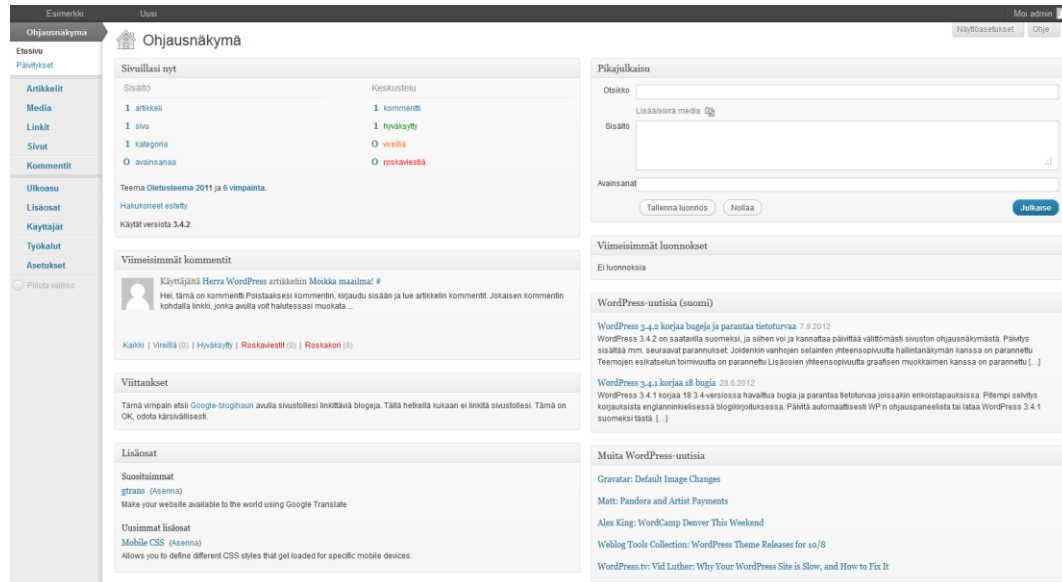 Esimerkki
Uusi
Moi admin
Ohjausnäkymä
Etusivu
Päivitykset
Artikkelit
Media
Linkit
Sivut
Kommentit
Ulkoasu
Lisäosat
Käyttäjät
Työkalut
Asetukset
Piilota valikko
Näyttöasetukset
Ohje
Ohjausnäkymä
Sivuillasi nyt
Sisältö
Keskustelu
1 artikkeli
1 kommentti
1 sivu
1 hyväksytty
1 kategoria
0 vireillä
0 avainsanaa
0 roskaviestiä
Teema Oletusteema 2011 ja 6 vimpainta.
Hakukoneet estetty.
Käytät versiota 3.4.2.
Viimeisimmät kommentit
Käyttäjältä Herra WordPress artikkeliin Moikka maailma! #
Hei, tämä on kommentti.Poistaaksesi kommentin, kirjaudu sisään ja lue artikkelin kommentit. Jokaisen kommentin
kohdalla linkki, jonka avulla voit halutessasi muokata ...
Kaikki | Vireillä (0) | Hyväksytty | Roskaviestit (0) | Roskakori (0)
Viittaukset
Tämä vimpain etsii Google-blogihaun avulla sivustollesi linkittäviä blogeja. Tällä hetkellä kukaan ei linkitä sivustollesi. Tämä on
OK, odota kärsivällisesti.
Lisäosat
Suosituimmat
gtrans (Asenna)
Make your website available to the world using Google Translate
Uusimmat lisäosat
Mobile CSS (Asenna)
Allows you to define different CSS styles that get loaded for specific mobile devices.
Pikajulkaisu
Otsikko
Lisää/siirrä media
Sisältö
Avainsanat
Tallenna luonnos
Nollaa
Julkaise
Viimeisimmät luonnokset
Ei luonnoksia
WordPress-uutisia (suomi)
WordPress 3.4.2 korjaa bugeja ja parantaa tietoturvaa 7.9.2012
WordPress 3.4.2 on saatavilla suomeksi, ja siihen voi ja kannattaa päivittää välittömästi sivuston ohjausnäkymästä. Päivitys
sisältää mm. seuraavat parannukset: Joidenkin vanhojen selainten yhteensopivuutta hallintanäkymän kanssa on parannettu
Teemojen esikatselun toimivuutta on parannettu Lisäosien yhteensopivuutta graafisen muokkaimen kanssa on parannettu [...]
WordPress 3.4.1 korjaa 18 bugia 28.6.2012
WordPress 3.4.1 korjaa 18 3.4-versiossa havaittua bugia ja parantaa tietoturvaa joissakin erikoistapauksissa. Pitempi selvitys
korjauksista englanninkielisessä blogikirjoituksessa. Päivitä automaattisesti WP:n ohjauspaneelista tai lataa WordPress 3.4.1
suomeksi tästä. [...]
Muita WordPress-uutisia
Gravatar: Default Image Changes
Matt: Pandora and Artist Payments
Alex King: WordCamp Denver This Weekend
Weblog Tools Collection: WordPress Theme Releases for 10/8
WordPress.tv: Vid Luther: Why Your WordPress Site is Slow, and How to Fix It